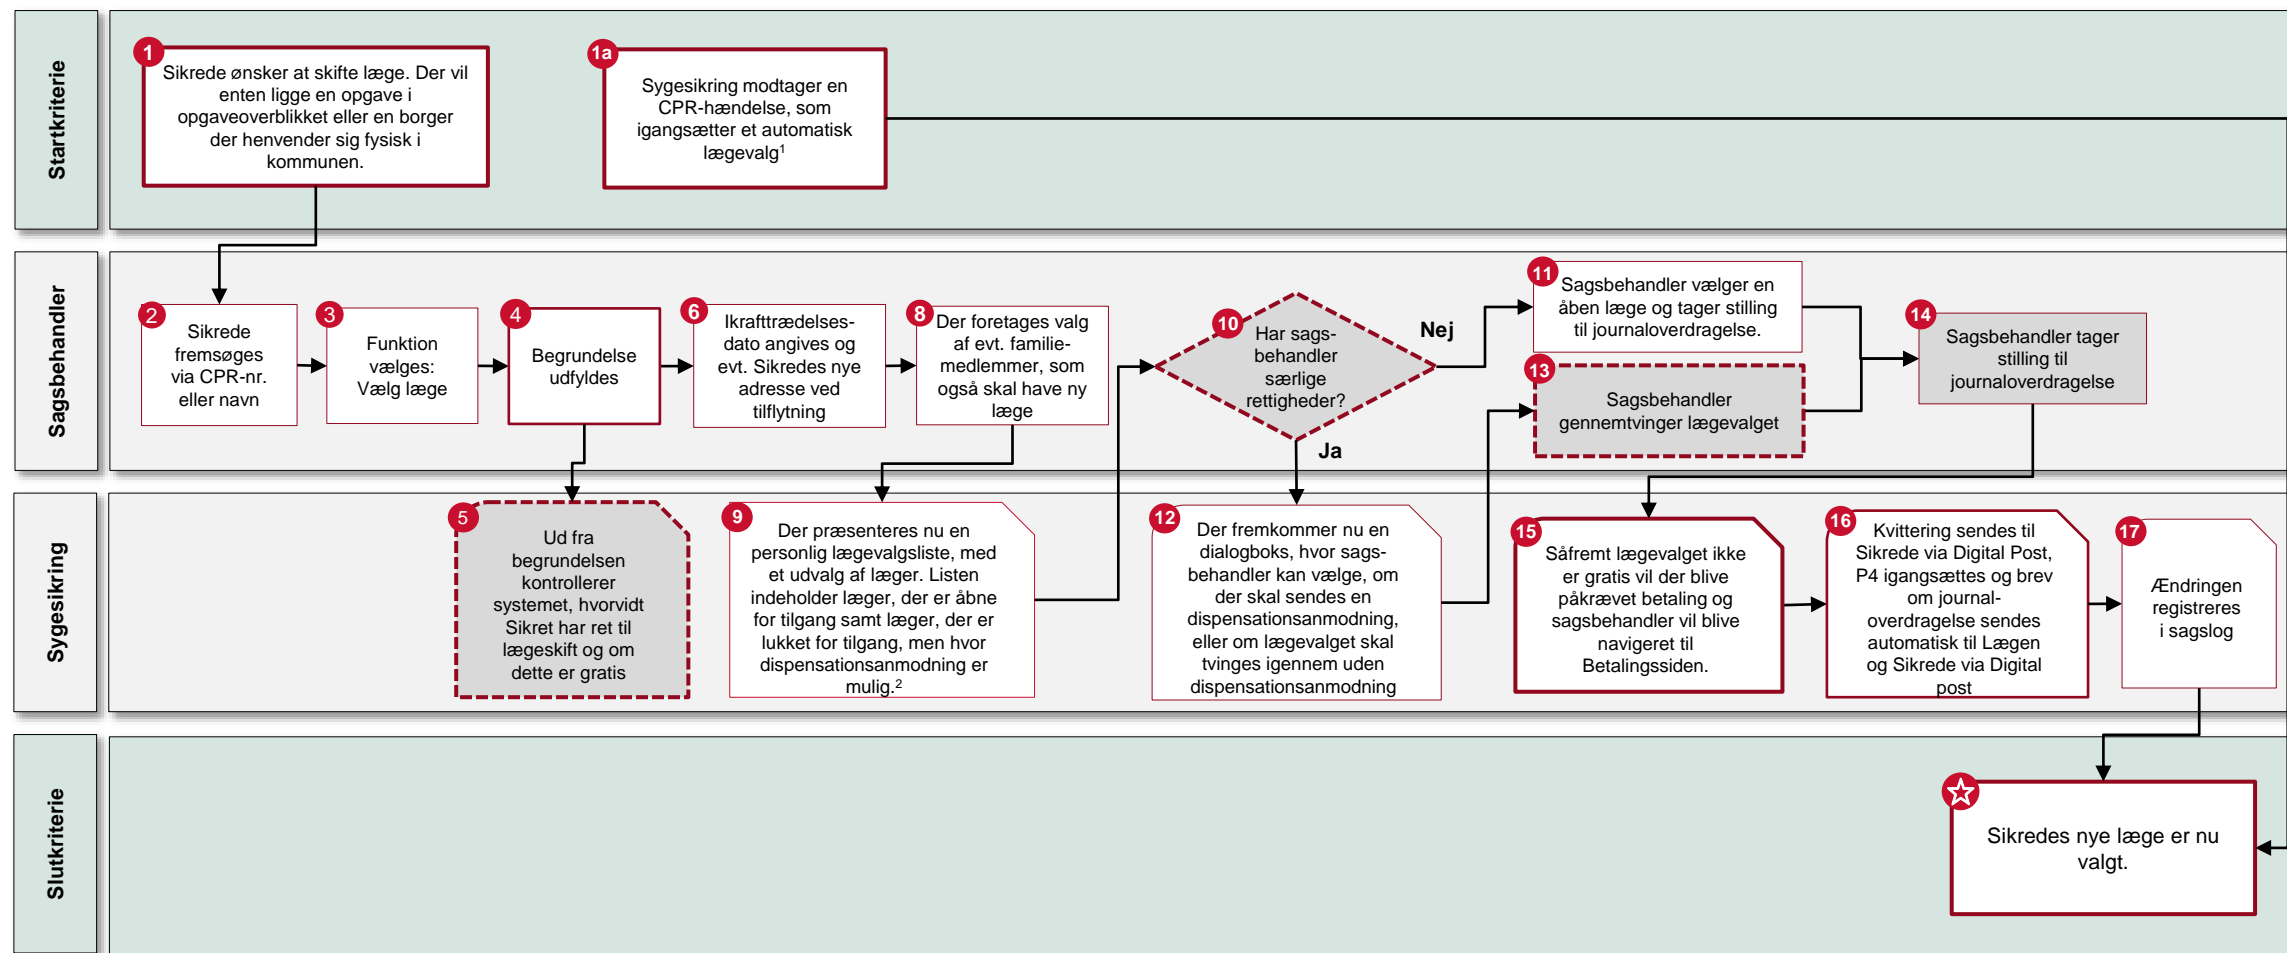 Startkriterie
1
Sikrede ønsker at skifte læge. Der vil
enten ligge en opgave i
opgaveoverblikket eller en borger
der henvender sig fysisk i
kommunen.
1a
Sygesikring modtager en
CPR-hændelse, som
igangsætter et automatisk
lægevalg¹
Sagsbehandler
2
Sikrede
fremsøges
via CPR-nr.
eller navn
3
Funktion
vælges:
Vælg læge
4
Begrundelse
udfyldes
6
Ikrafttrædelses-
dato angives og
evt. Sikredes nye
adresse ved
tilflytning
8
Der foretages valg
af evt. familie-
medlemmer, som
også skal have ny
læge
10
Har sags-
behandler
særlige
rettigheder?
Nej
Ja
11
Sagsbehandler vælger en
åben læge og tager stilling
til journaloverdragelse.
13
Sagsbehandler
gennemtvinger lægevalget
14
Sagsbehandler tager
stilling til
journaloverdragelse
Sygesikring
5
Ud fra
begrundelsen
kontrollerer
systemet, hvorvidt
Sikret har ret til
lægeskift og om
dette er gratis
9
Der præsenteres nu en
personlig lægevalgsliste, med
et udvalg af læger. Listen
indeholder læger, der er åbne
for tilgang samt læger, der er
lukket for tilgang, men hvor
dispensationsanmodning er
mulig.²
12
Der fremkommer nu en
dialogboks, hvor sags-
behandler kan vælge, om
der skal sendes en
dispensationsanmodning,
eller om lægevalget skal
tvinges igennem uden
dispensationsanmodning
15
Såfremt lægevalget ikke
er gratis vil der blive
påkrævet betaling og
sagsbehandler vil blive
navigeret til
Betalingssiden.
16
Kvittering sendes til
Sikrede via Digital Post,
P4 igangsættes og brev
om journal-
overdragelse sendes
automatisk til Lægen
og Sikrede via Digital
post
17
Ændringen
registreres
i sagslog
Slutkriterie
Sikredes nye læge er nu
valgt.